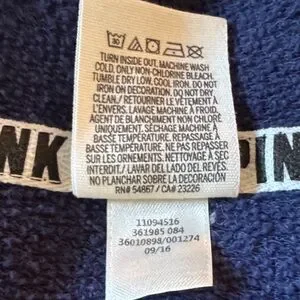 30
TURN INSIDE OUT. MACHINE WASH
COLD. ONLY NON-CHLORINE BLEACH.
TUMBLE DRY LOW. COOL IRON. DO NOT
IRON ON DECORATION. DO NOT DRY
CLEAN./ RETOURNER LE VÊTEMENT À
L'ENVERS. LAVAGE MACHINE À FROID.
AGENT DE BLANCHIMENT NON CHLORÉ
UNIQUEMENT. SÉCHAGE MACHINE À
BASSE TEMPÉRATURE. REPASSAGE À
BASSE TEMPÉRATURE. NE PAS REPASSER
SUR LES ORNEMENTS. NETTOYAGE À SEC
INTERDIT./ LAVAR DEL LADO DEL REVÉS.
NO PLANCHAR SOBRE LA DECORACIÓN
RN# 54867 / CA# 23226
NK
PIN
11094516
361985 084
36010898/001274
09/16